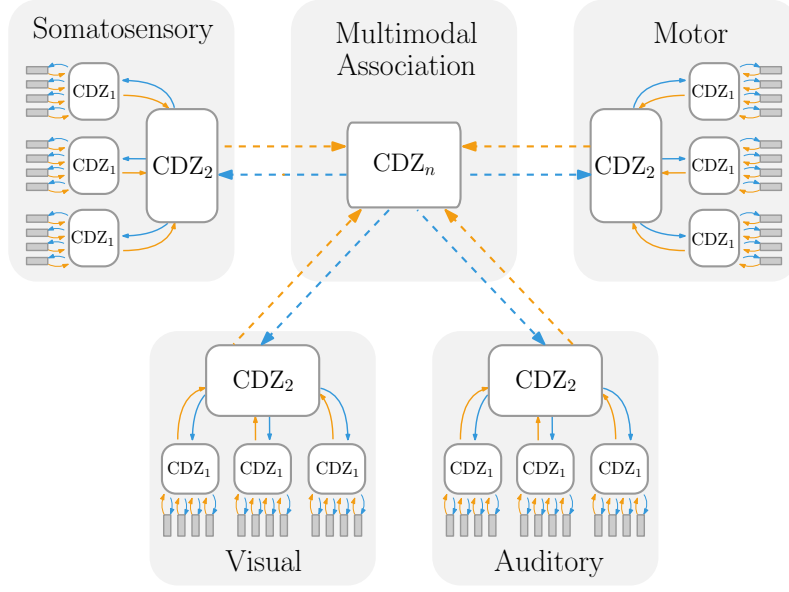 Somatosensory
Multimodal
Association
Motor
CDZ₁
CDZ₁
CDZ₁
CDZ₂
CDZₙ
CDZ₂
CDZ₁
CDZ₁
CDZ₁
CDZ₂
CDZ₁
CDZ₁
CDZ₁
Visual
CDZ₂
CDZ₁
CDZ₁
CDZ₁
Auditory